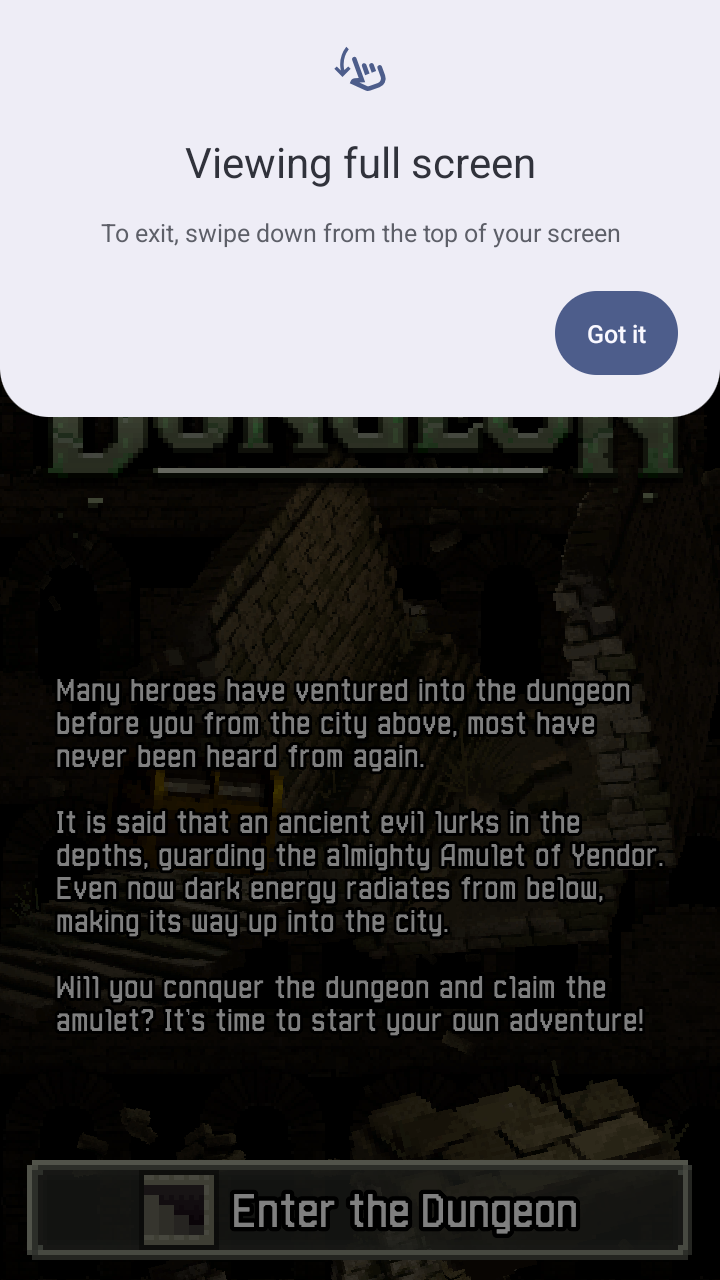 Viewing full screen
To exit, swipe down from the top of your screen
Got it
DUNGEON
Many heroes have ventured into the dungeon
before you from the city above, most have
never been heard from again.
It is said that an ancient evil lurks in the
depths, guarding the almighty Amulet of Yendor.
Even now dark energy radiates from below,
making its way up into the city.
Will you conquer the dungeon and claim the
amulet? It's time to start your own adventure!
Enter the Dungeon